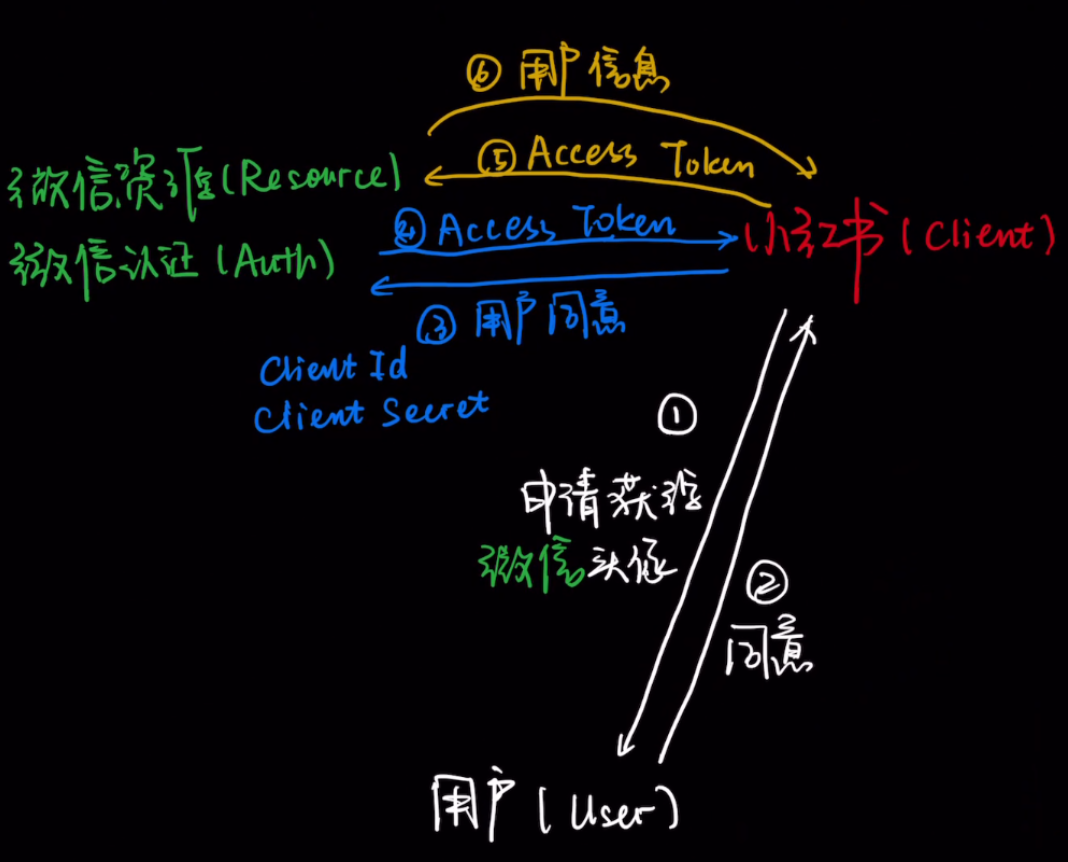 ⑥ 用户信息
⑤ Access Token
微信资源(Resource)
④ Access Token
小红书(Client)
微信认证(Auth)
③ 用户同意
Client Id
Client Secret
①
申请获得
微信头像
②
同意
用户(User)